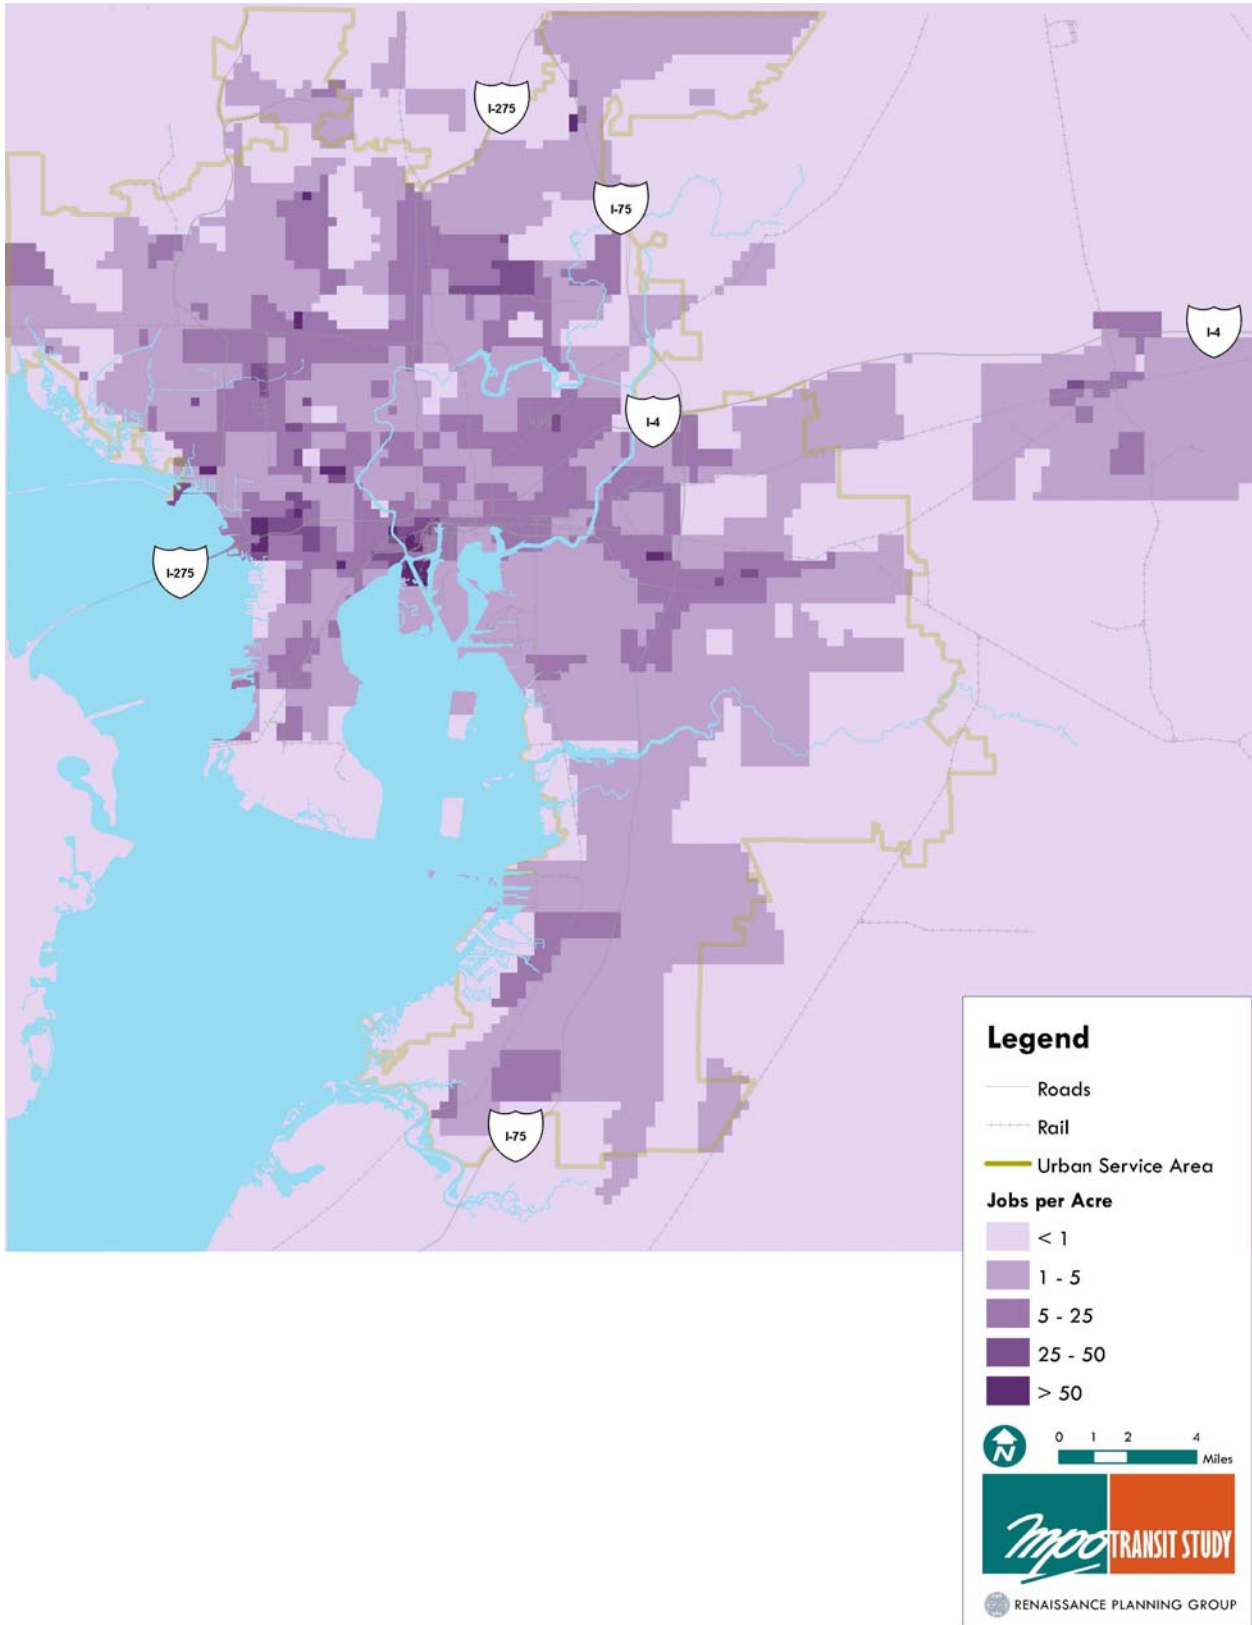 I-275
I-75
I-4
I-4
I-275
I-75
Legend
Roads
Rail
Urban Service Area
Jobs per Acre
< 1
1 - 5
5 - 25
25 - 50
> 50
N
0 1 2 4
Miles
mpo TRANSIT STUDY
RENAISSANCE PLANNING GROUP